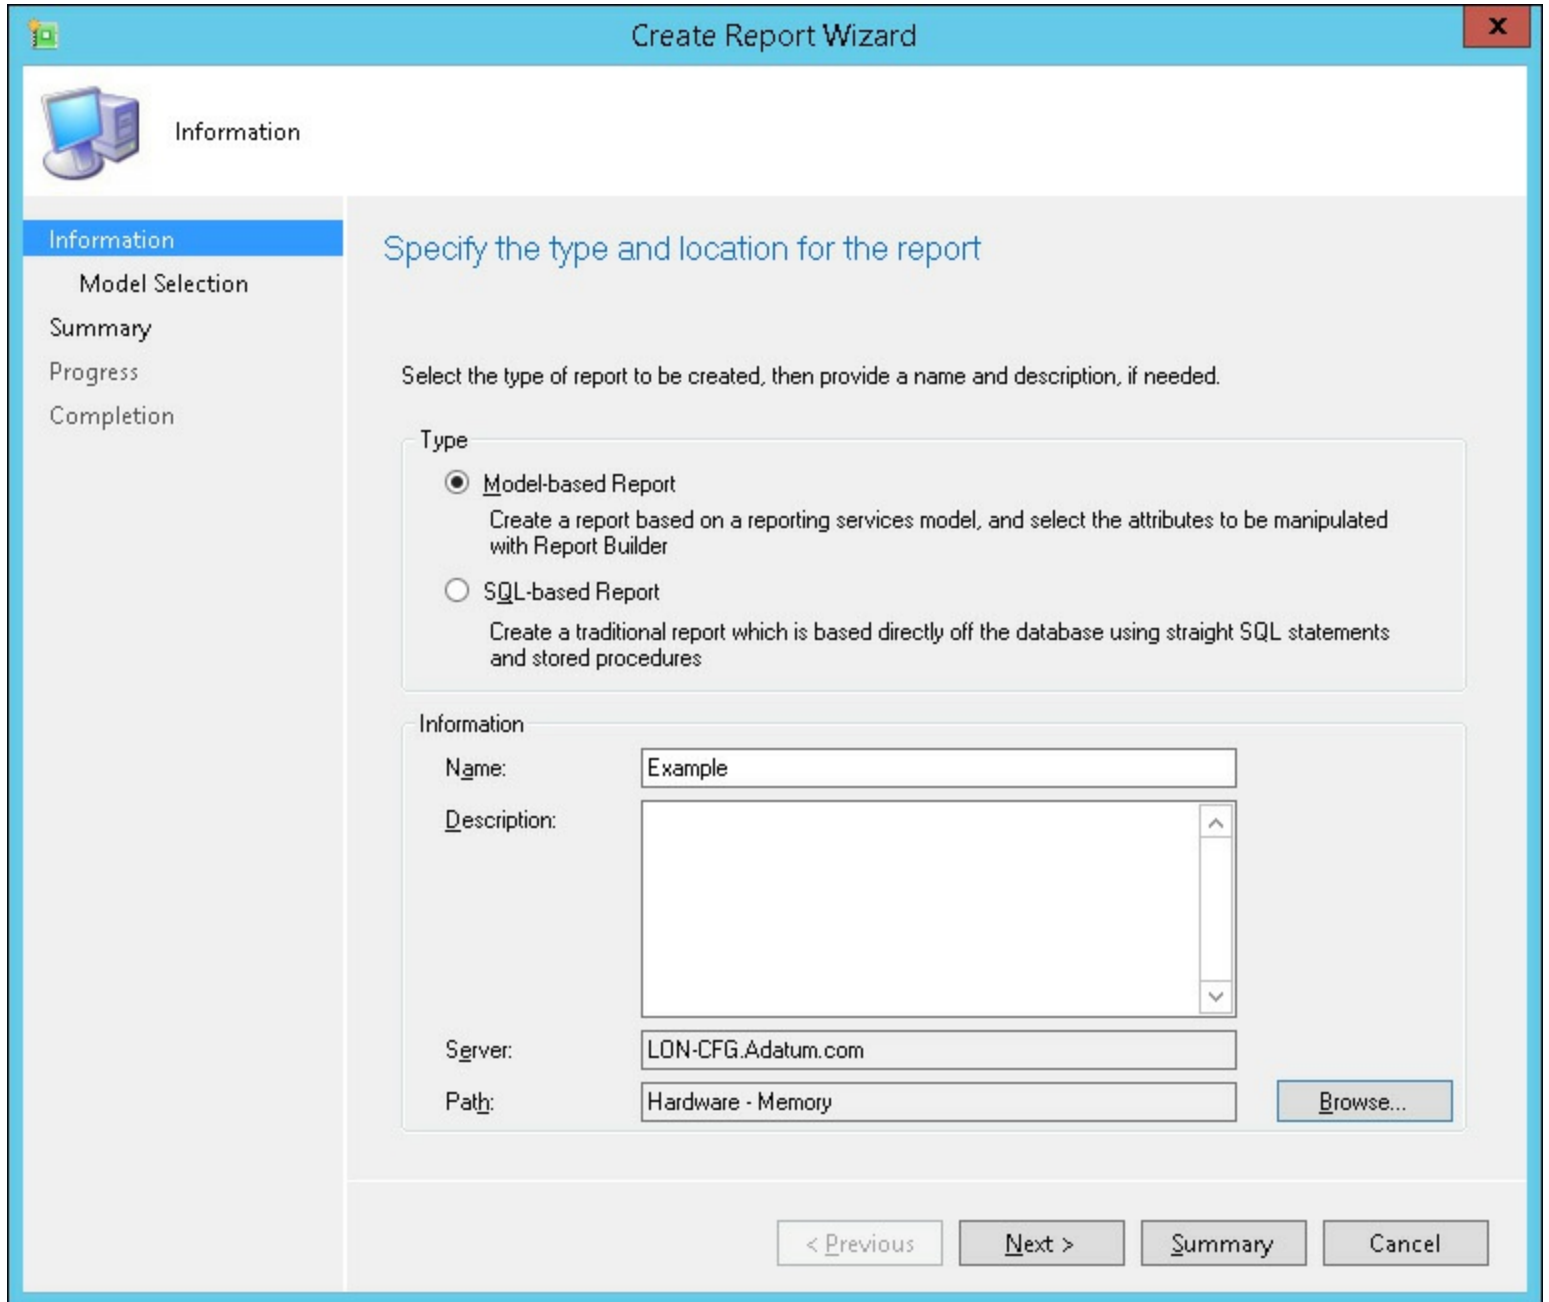 Create Report Wizard
X
Information
Information
Model Selection
Summary
Progress
Completion
Specify the type and location for the report
Select the type of report to be created, then provide a name and description, if needed.
Type
Model-based Report
Create a report based on a reporting services model, and select the attributes to be manipulated
with Report Builder
SQL-based Report
Create a traditional report which is based directly off the database using straight SQL statements
and stored procedures
Information
Name: Example
Description:
Server: LON-CFG.Adatum.com
Path: Hardware - Memory Browse...
< Previous Next > Summary Cancel